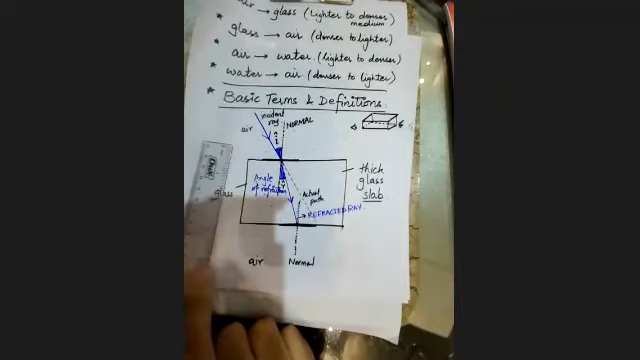 air → glass (lighter to denser medium)
* glass → air (denser to lighter)
* air → water (lighter to denser)
* water → air (denser to lighter)
* Basic Terms & Definitions
incident ray
NORMAL
air
î
thick glass slab
Angle of refraction
r̂
Actual path
glass
REFRACTED RAY
air
Normal